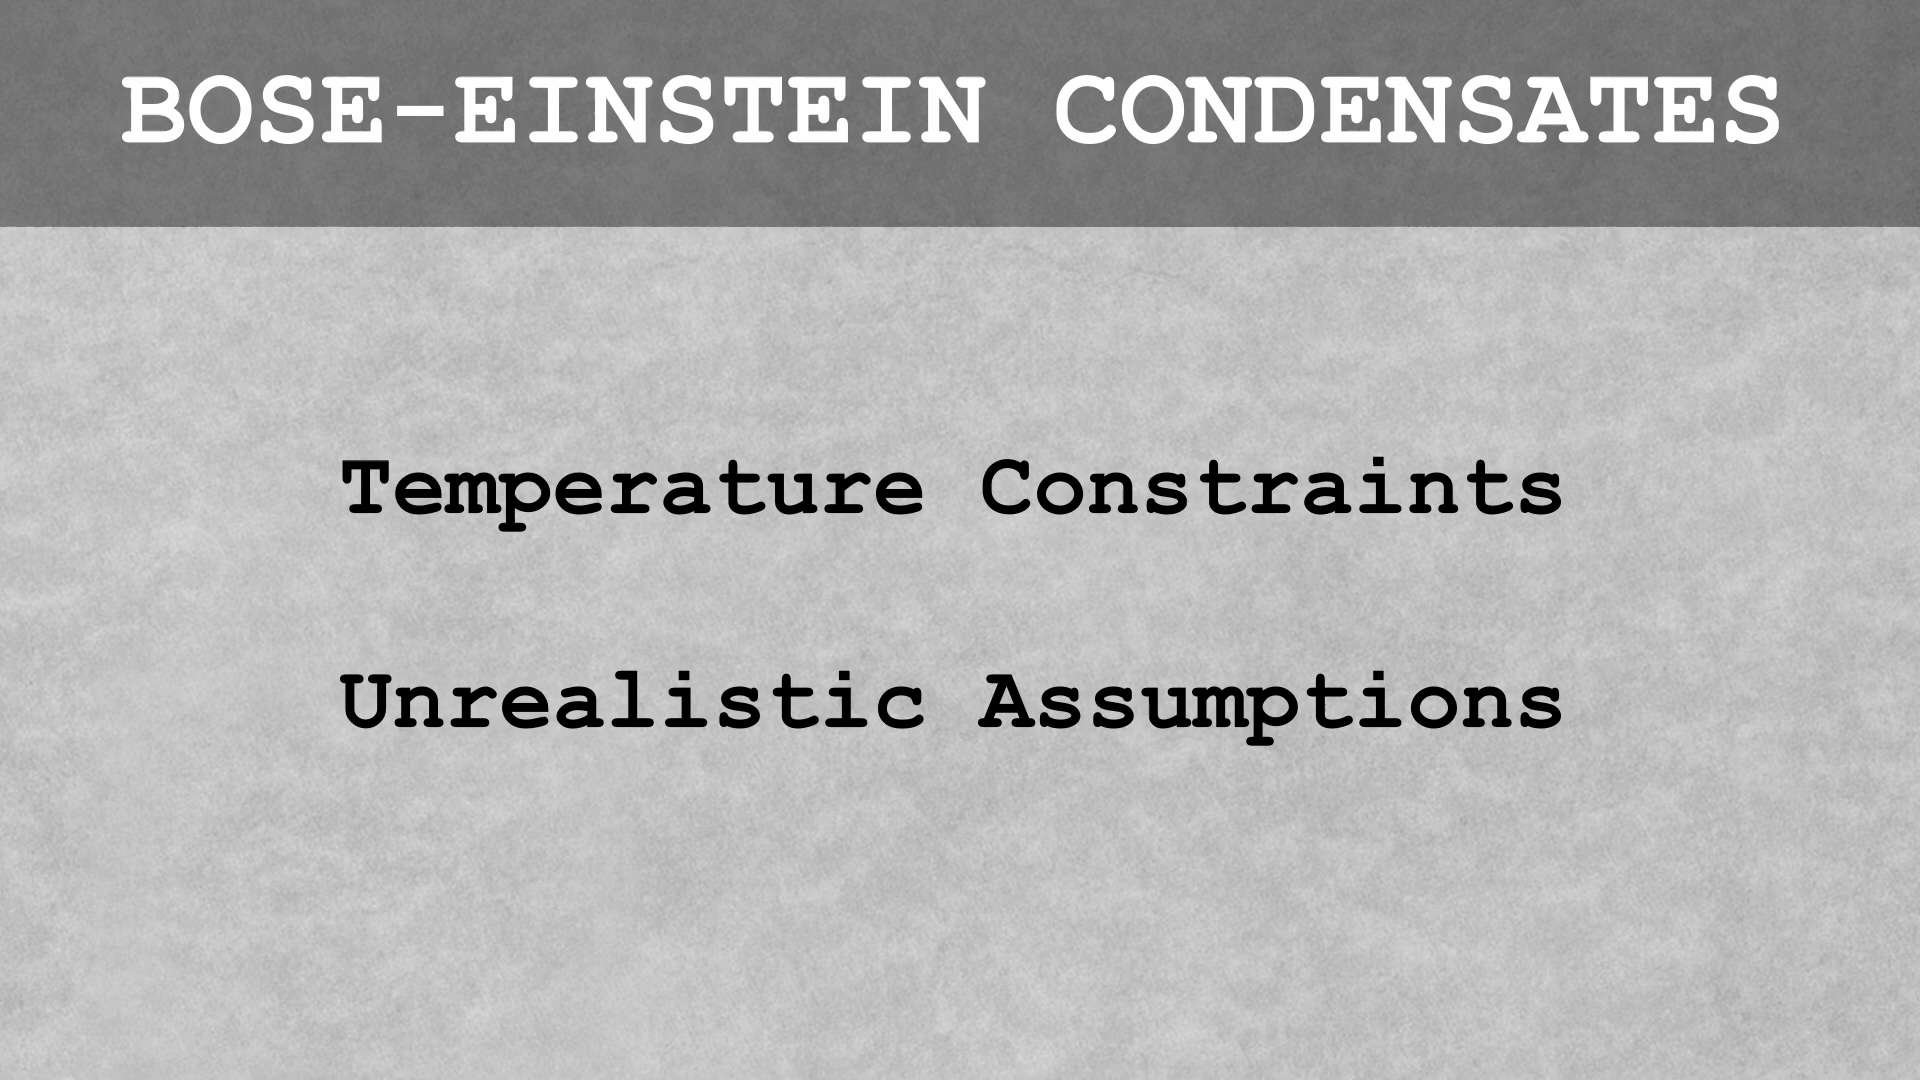 BOSE-EINSTEIN CONDENSATES
Temperature Constraints
Unrealistic Assumptions